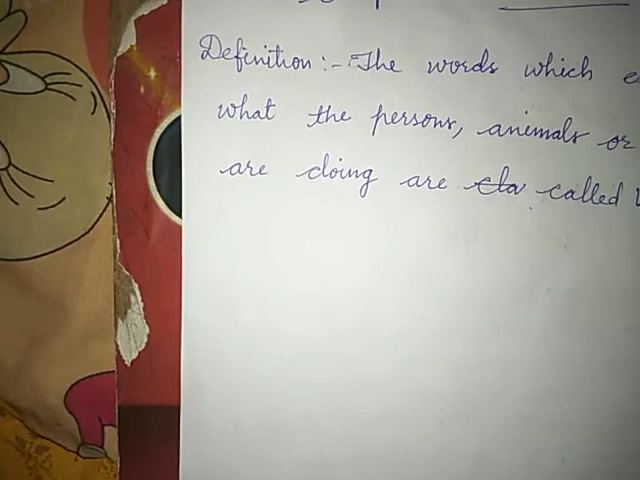 Definition :- The words which
what the persons, animals or
are doing are called